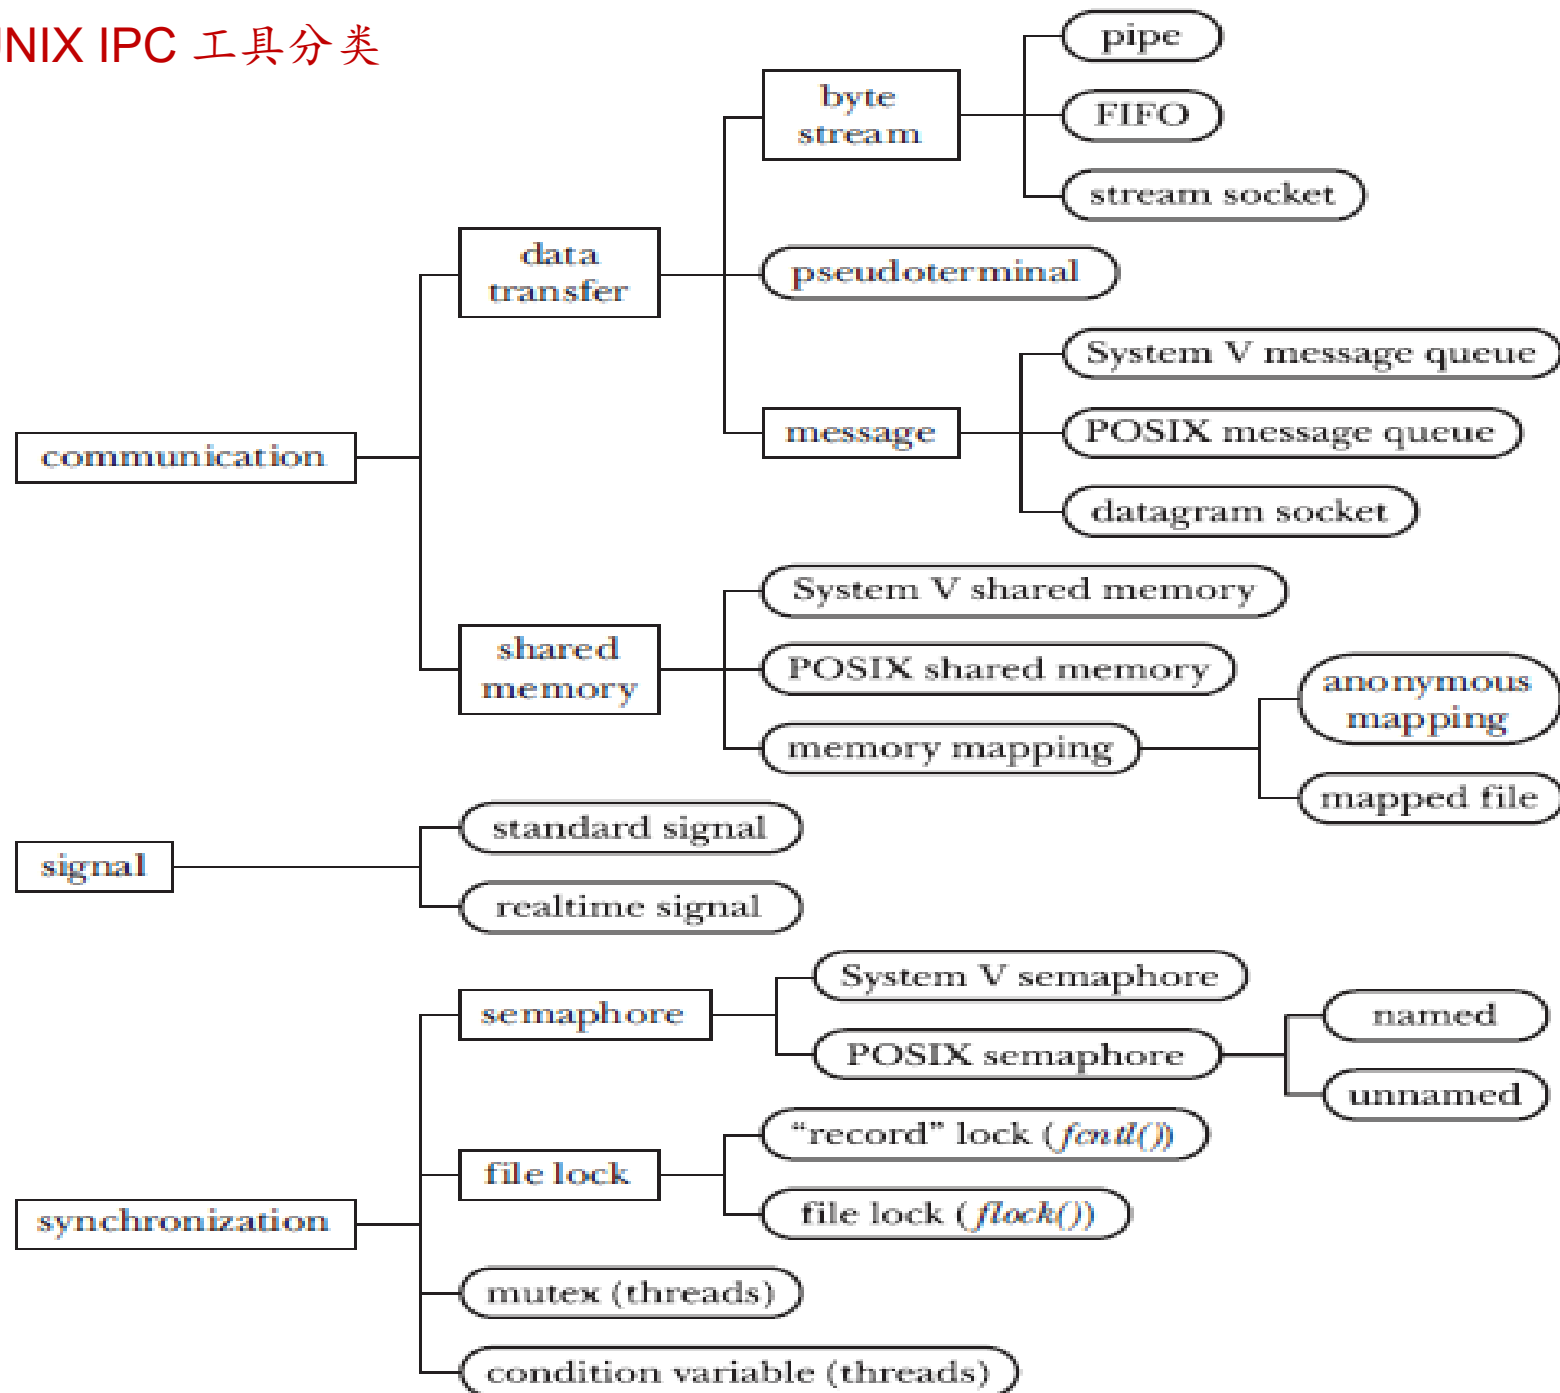 UNIX IPC 工具分类
pipe
byte
stream
FIFO
stream socket
data
transfer
pseudoterminal
System V message queue
message
POSIX message queue
communication
datagram socket
System V shared memory
shared
memory
POSIX shared memory
anonymous
mapping
memory mapping
mapped file
standard signal
signal
realtime signal
System V semaphore
semaphore
named
POSIX semaphore
unnamed
“record” lock (fcntl())
file lock
file lock (flock())
synchronization
mutex (threads)
condition variable (threads)